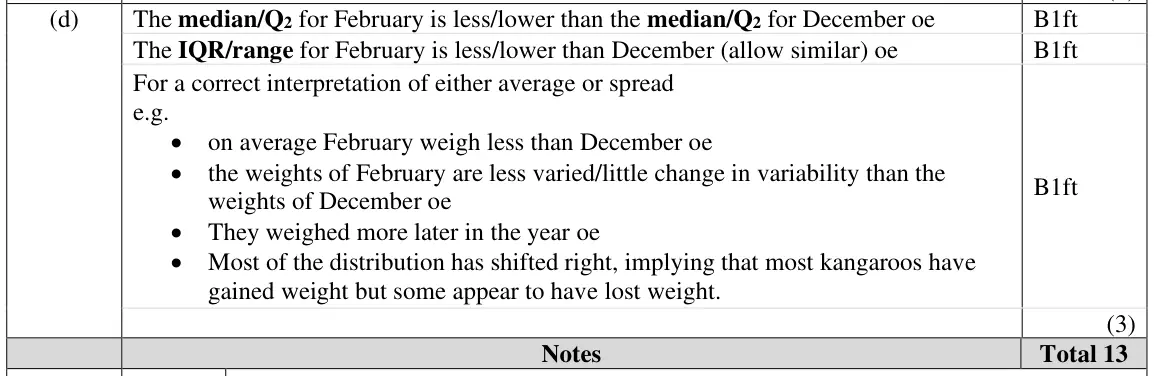 (d) The median/Q₂ for February is less/lower than the median/Q₂ for December oe B1ft
The IQR/range for February is less/lower than December (allow similar) oe B1ft
For a correct interpretation of either average or spread
e.g.
• on average February weigh less than December oe
• the weights of February are less varied/little change in variability than the
weights of December oe
B1ft
• They weighed more later in the year oe
• Most of the distribution has shifted right, implying that most kangaroos have
gained weight but some appear to have lost weight.
(3)
Notes Total 13